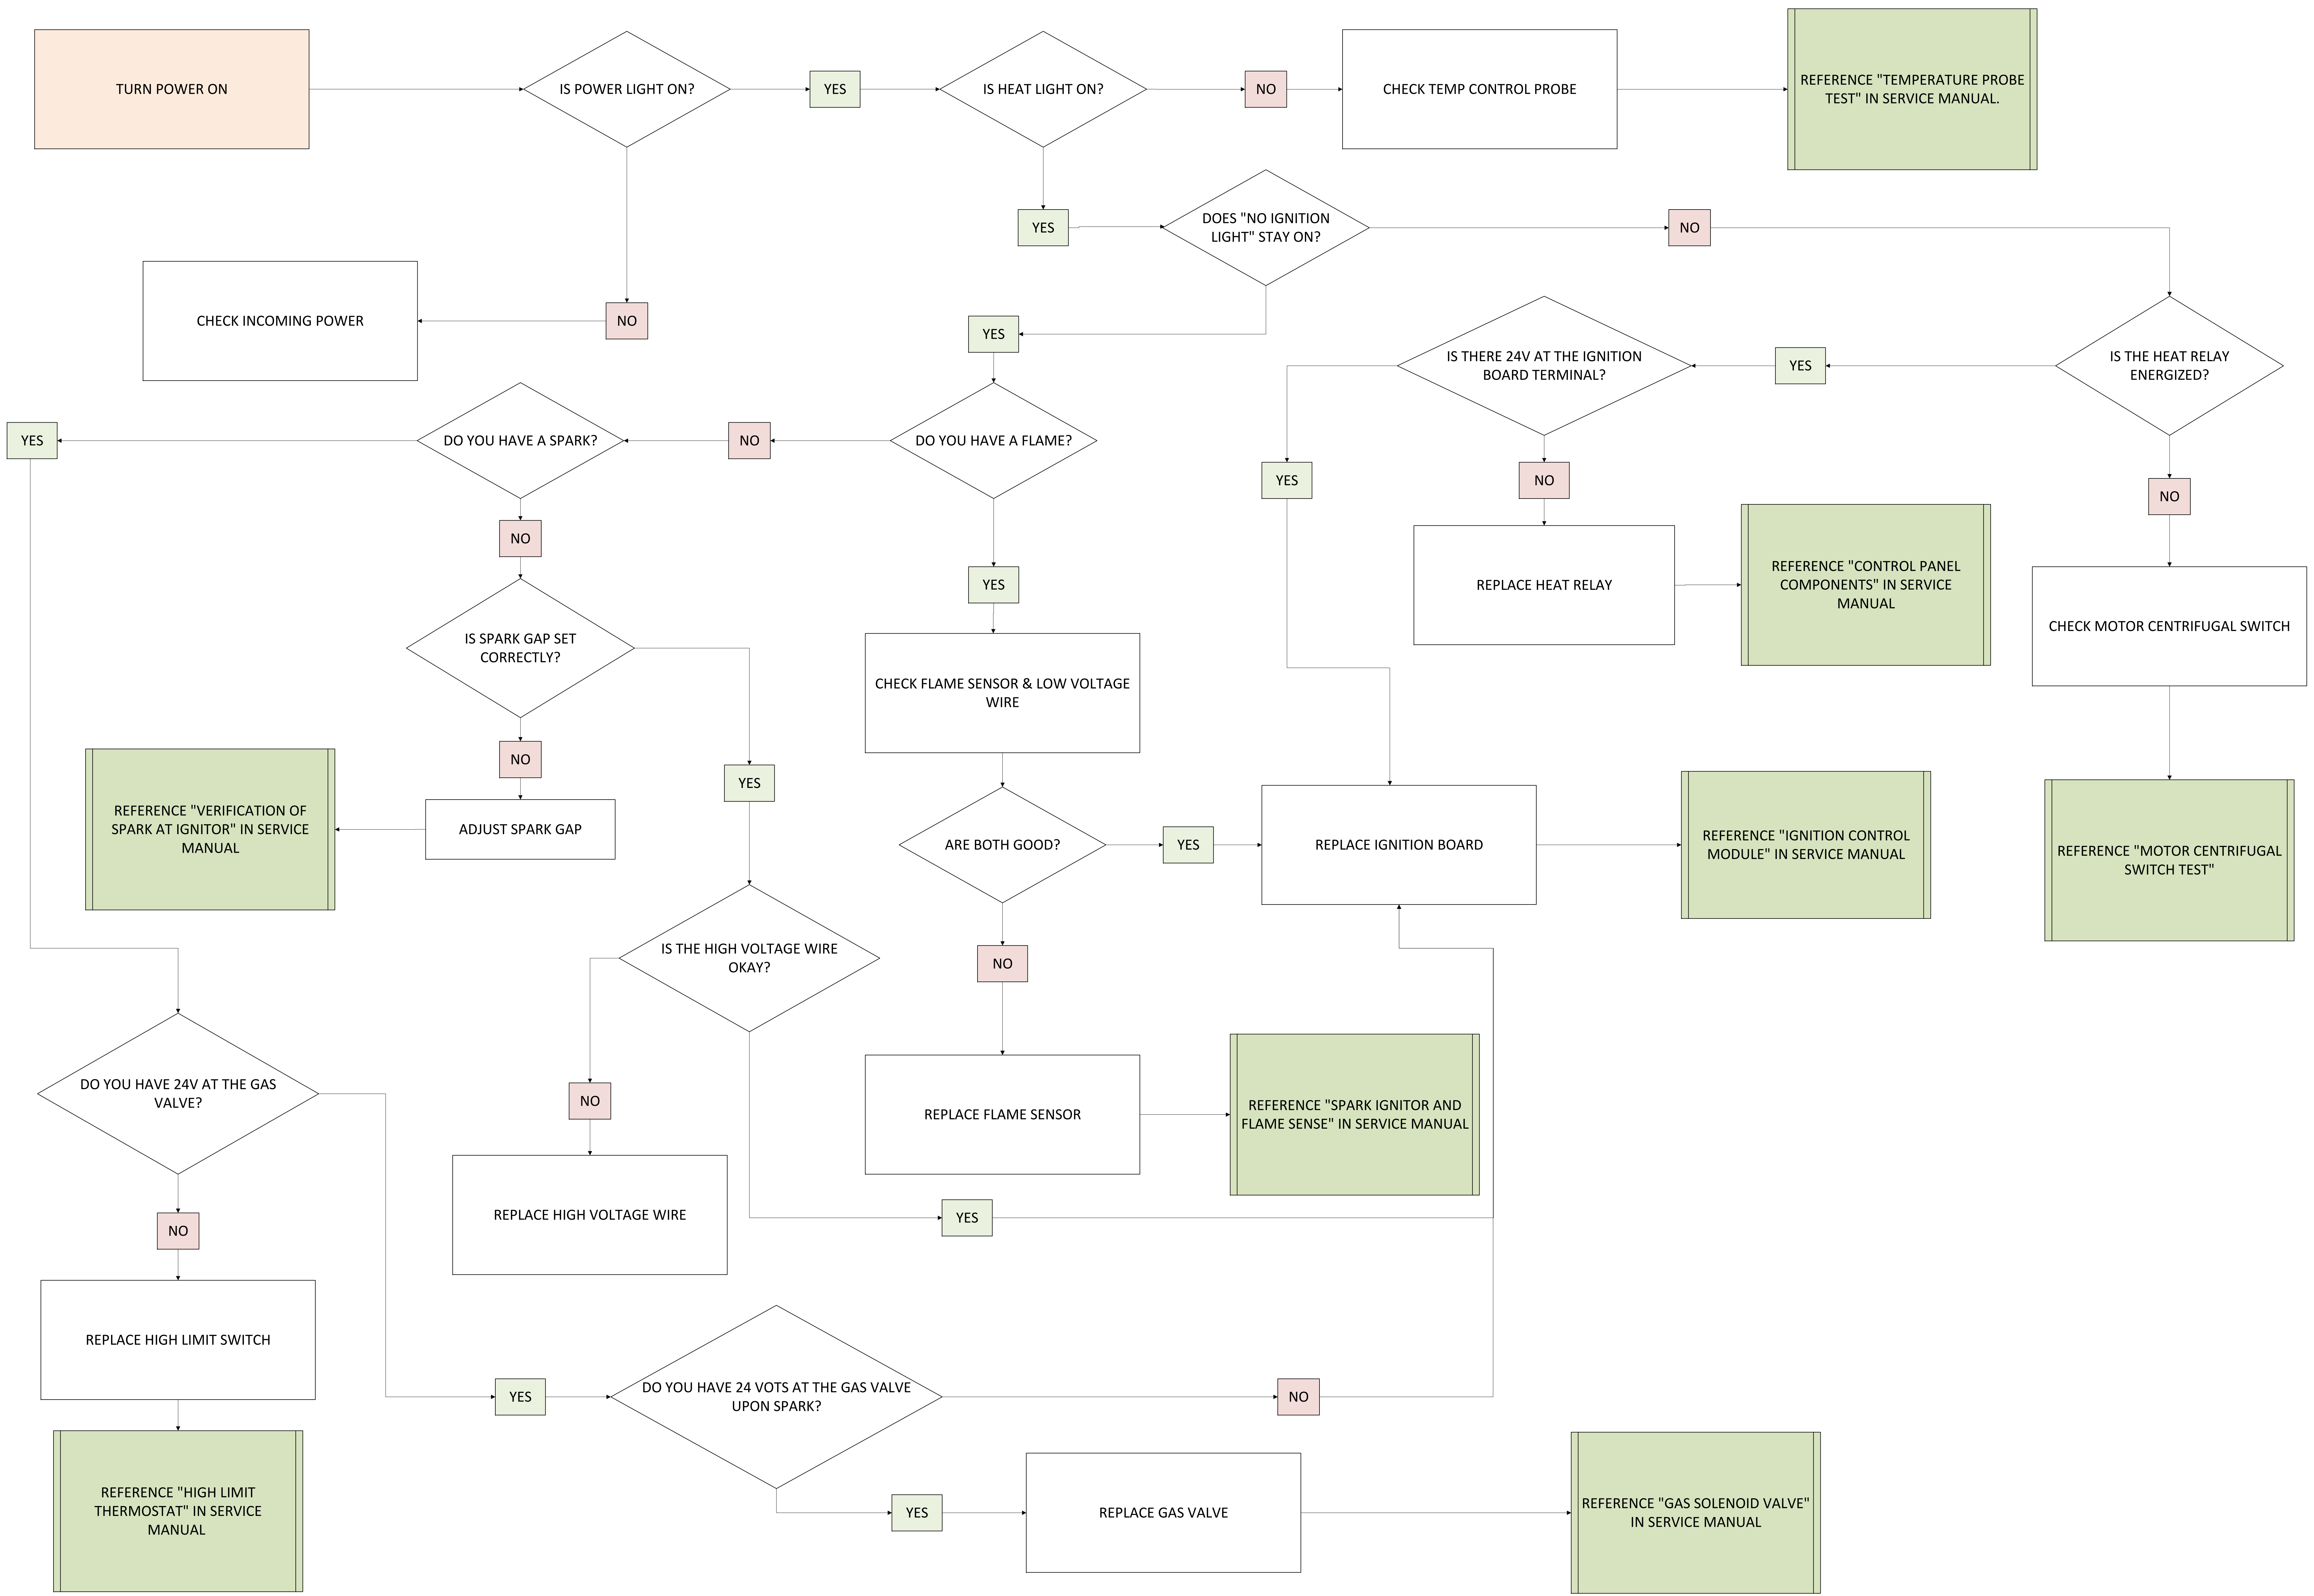 TURN POWER ON
IS POWER LIGHT ON?
YES
IS HEAT LIGHT ON?
NO
CHECK TEMP CONTROL PROBE
REFERENCE "TEMPERATURE PROBE
TEST" IN SERVICE MANUAL.
YES
DOES "NO IGNITION
LIGHT" STAY ON?
NO
CHECK INCOMING POWER
NO
YES
IS THERE 24V AT THE IGNITION
BOARD TERMINAL?
YES
IS THE HEAT RELAY
ENERGIZED?
YES
DO YOU HAVE A SPARK?
NO
DO YOU HAVE A FLAME?
YES
NO
NO
NO
YES
REPLACE HEAT RELAY
REFERENCE "CONTROL PANEL
COMPONENTS" IN SERVICE
MANUAL
CHECK MOTOR CENTRIFUGAL SWITCH
IS SPARK GAP SET
CORRECTLY?
CHECK FLAME SENSOR & LOW VOLTAGE
WIRE
NO
YES
REFERENCE "VERIFICATION OF
SPARK AT IGNITOR" IN SERVICE
MANUAL
ADJUST SPARK GAP
ARE BOTH GOOD?
YES
REPLACE IGNITION BOARD
REFERENCE "IGNITION CONTROL
MODULE" IN SERVICE MANUAL
REFERENCE "MOTOR CENTRIFUGAL
SWITCH TEST"
IS THE HIGH VOLTAGE WIRE
OKAY?
NO
DO YOU HAVE 24V AT THE GAS
VALVE?
NO
REPLACE FLAME SENSOR
REFERENCE "SPARK IGNITOR AND
FLAME SENSE" IN SERVICE MANUAL
NO
REPLACE HIGH VOLTAGE WIRE
YES
REPLACE HIGH LIMIT SWITCH
YES
DO YOU HAVE 24 VOTS AT THE GAS VALVE
UPON SPARK?
NO
REFERENCE "HIGH LIMIT
THERMOSTAT" IN SERVICE
MANUAL
YES
REPLACE GAS VALVE
REFERENCE "GAS SOLENOID VALVE"
IN SERVICE MANUAL